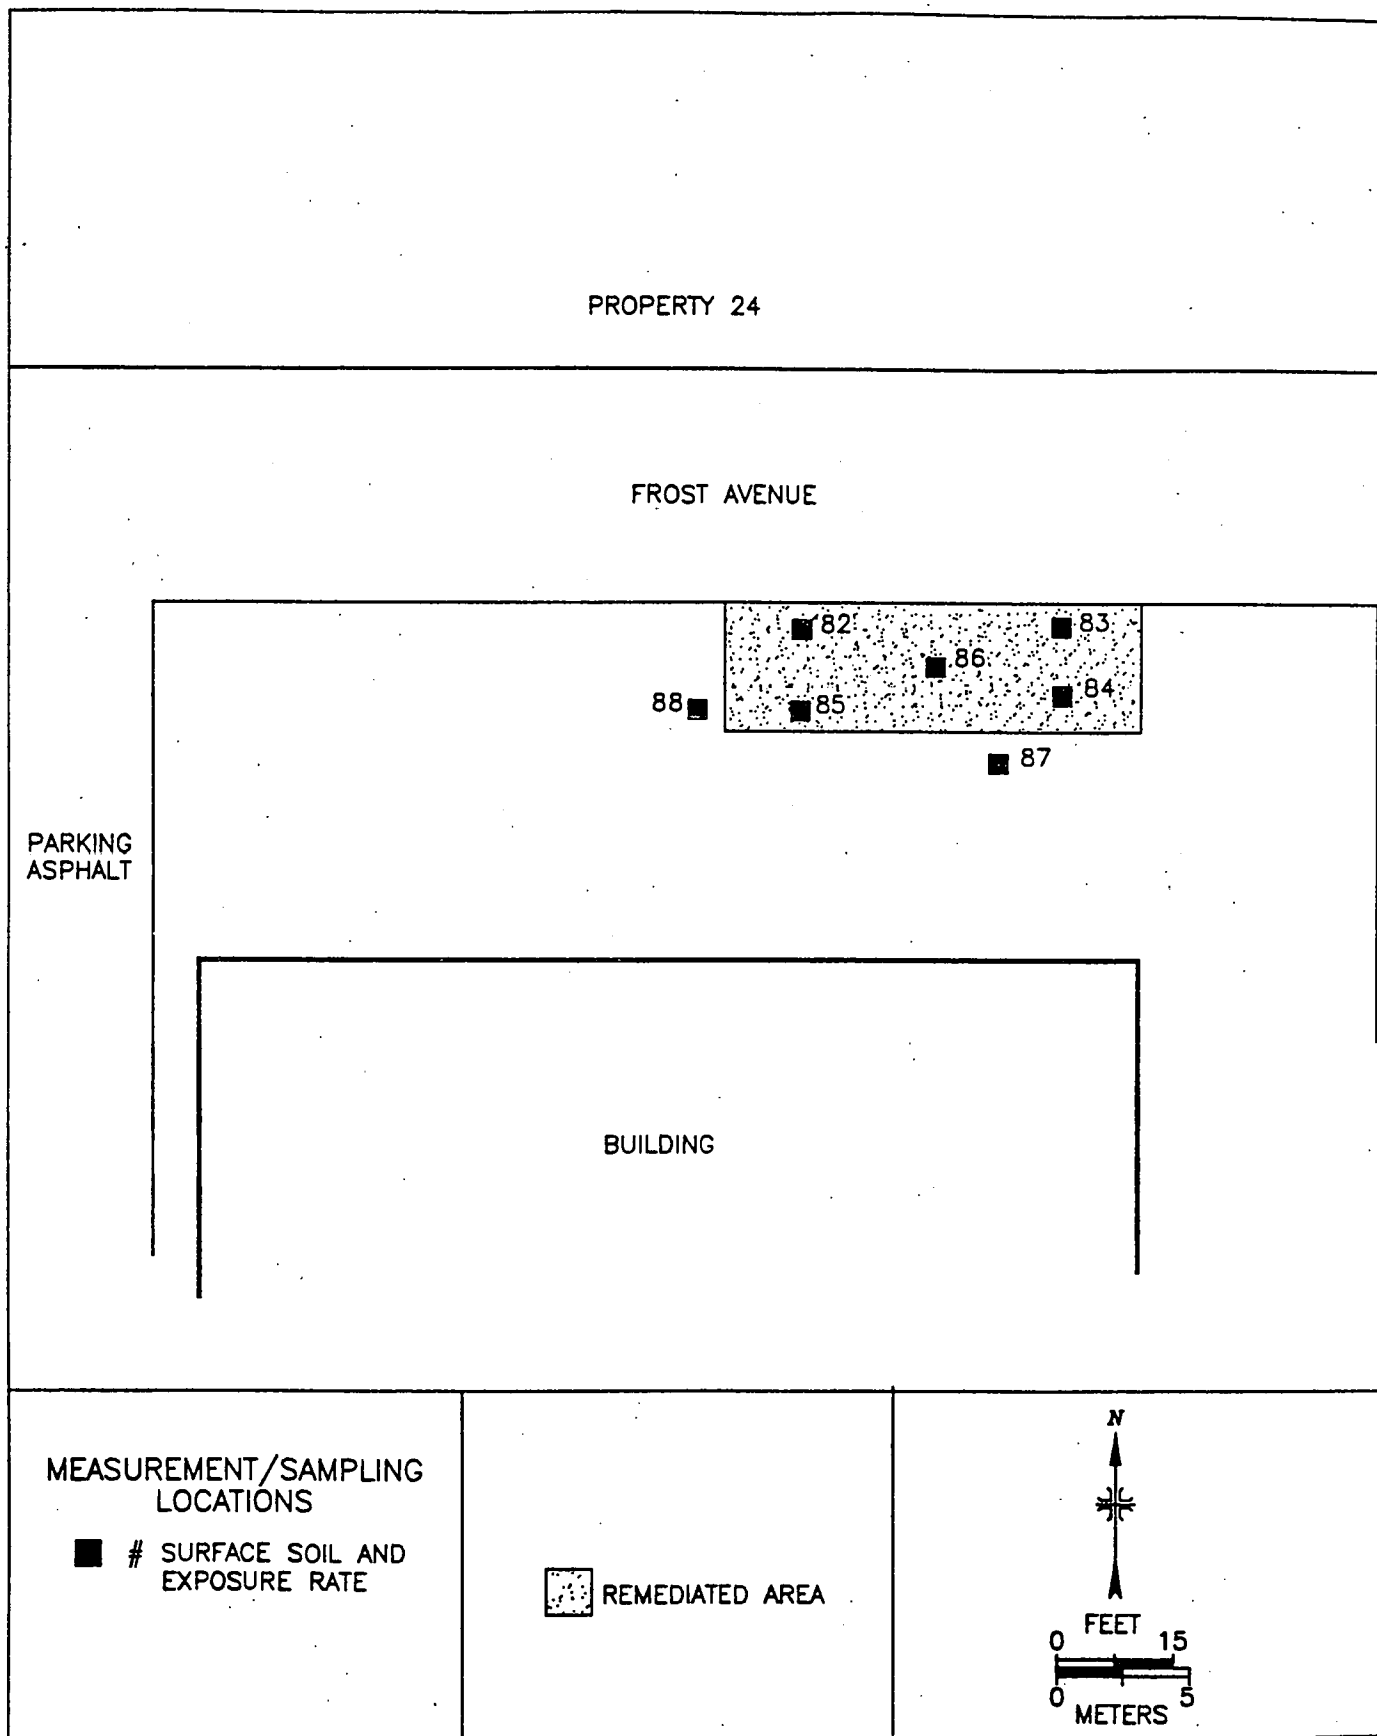 PROPERTY 24
FROST AVENUE
82
83
86
84
88
85
87
PARKING
ASPHALT
BUILDING
MEASUREMENT/SAMPLING
LOCATIONS
# SURFACE SOIL AND
EXPOSURE RATE
REMEDIATED AREA
N
FEET
0 15
0 5
METERS